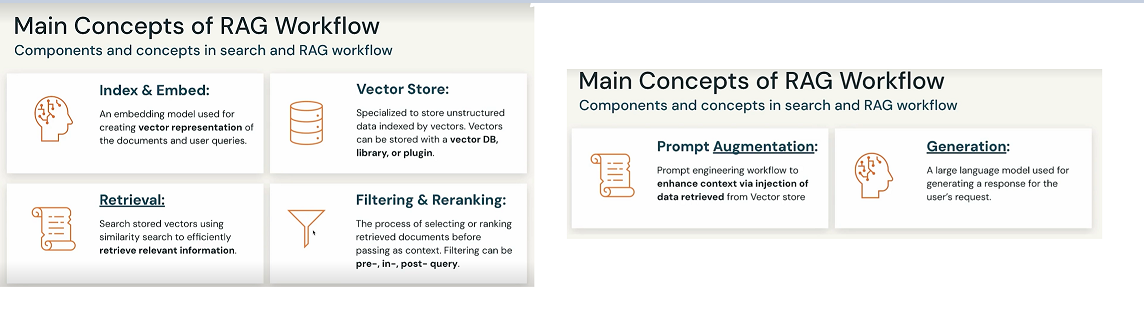 Main Concepts of RAG Workflow
Components and concepts in search and RAG workflow
Index & Embed:
An embedding model used for
creating vector representation of
the documents and user queries.
Vector Store:
Specialized to store unstructured
data indexed by vectors. Vectors
can be stored with a vector DB,
library, or plugin.
Retrieval:
Search stored vectors using
similarity search to efficiently
retrieve relevant information.
Filtering & Reranking:
The process of selecting or ranking
retrieved documents before
passing as context. Filtering can be
pre-, in-, post- query.
Main Concepts of RAG Workflow
Components and concepts in search and RAG workflow
Prompt Augmentation:
Prompt engineering workflow to
enhance context via injection of
data retrieved from Vector store
Generation:
A large language model used for
generating a response for the
user's request.